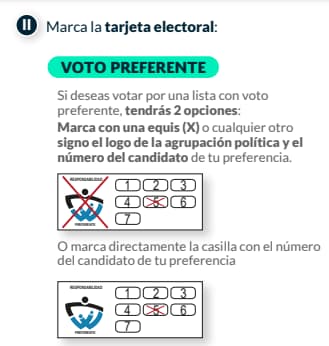 II Marca la tarjeta electoral:
VOTO PREFERENTE
Si deseas votar por una lista con voto
preferente, tendrás 2 opciones:
Marca con una equis (X) o cualquier otro
signo el logo de la agrupación política y el
número del candidato de tu preferencia.
RESPONSABILIDAD
1 2 3
4 5 6
7
PREFERENTE
O marca directamente la casilla con el número
del candidato de tu preferencia
RESPONSABILIDAD
1 2 3
4 5 6
7
PREFERENTE